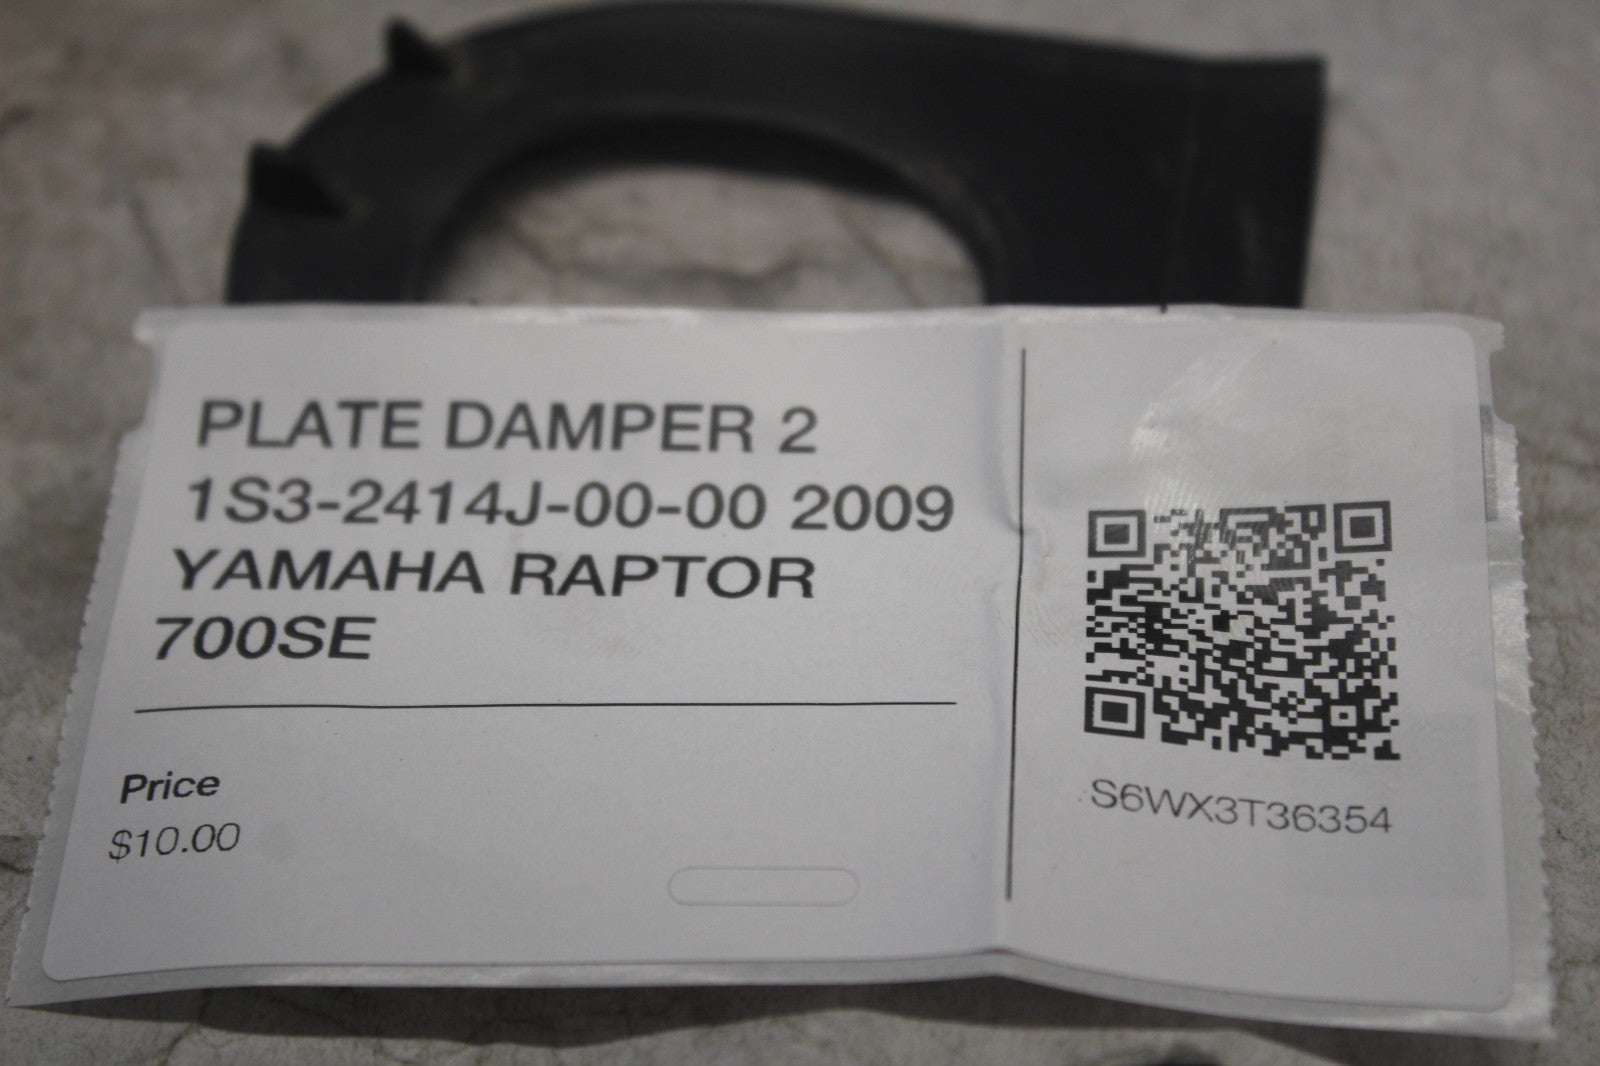 PLATE DAMPER 2
1S3-2414J-00-00 2009
YAMAHA RAPTOR
700SE
Price
$10.00
S6WX3T36354